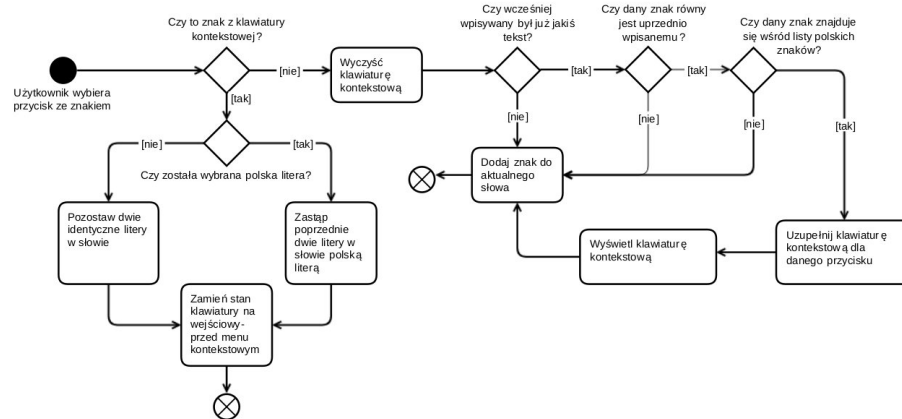 Czy to znak z klawiatury
kontekstowej?
Czy wcześniej
wpisywany był już jakiś
tekst?
Czy dany znak równy
jest uprzednio
wpisanemu?
Czy dany znak znajduje
się wśród listy polskich
znaków?
Użytkownik wybiera
przycisk ze znakiem
[nie]
Wyczyść
klawiaturę
kontekstową
[tak]
[tak]
[tak]
[nie]
[nie]
[nie]
[tak]
[nie]
[tak]
Czy została wybrana polska litera?
Dodaj znak do
aktualnego
słowa
Pozostaw dwie
identyczne litery
w słowie
Zastąp
poprzednie
dwie litery w
słowie polską
literą
Wyświetl klawiaturę
kontekstową
Uzupełnij klawiaturę
kontekstową dla
danego przycisku
Zamień stan
klawiatury na
wejściowy-
przed menu
kontekstowym